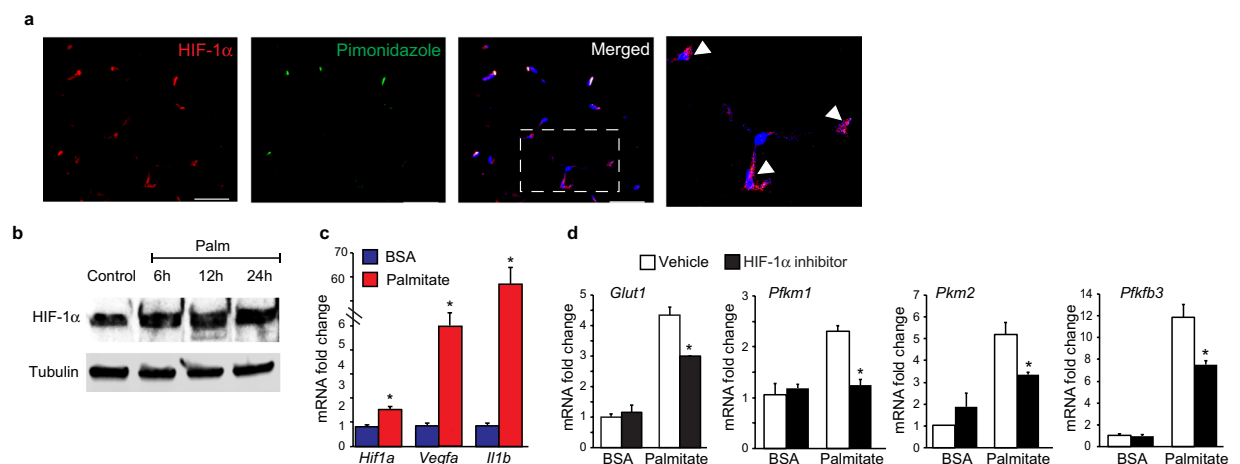 a
HIF-1α
Pimonidazole
Merged
b
Palm
Control 6h 12h 24h
HIF-1α
Tubulin
c
BSA
Palmitate
mRNA fold change
70
60
6
5
4
3
2
1
0
*
*
*
Hif1a Vegfa Il1b
d
Vehicle
HIF-1α inhibitor
Glut1
mRNA fold change
5
4
3
2
1
0
*
BSA Palmitate
Pfkm1
mRNA fold change
3
2
1
0
*
BSA Palmitate
Pkm2
mRNA fold change
7
6
5
4
3
2
1
0
*
BSA Palmitate
Pfkfb3
mRNA fold change
14
12
10
8
6
4
2
0
*
BSA Palmitate